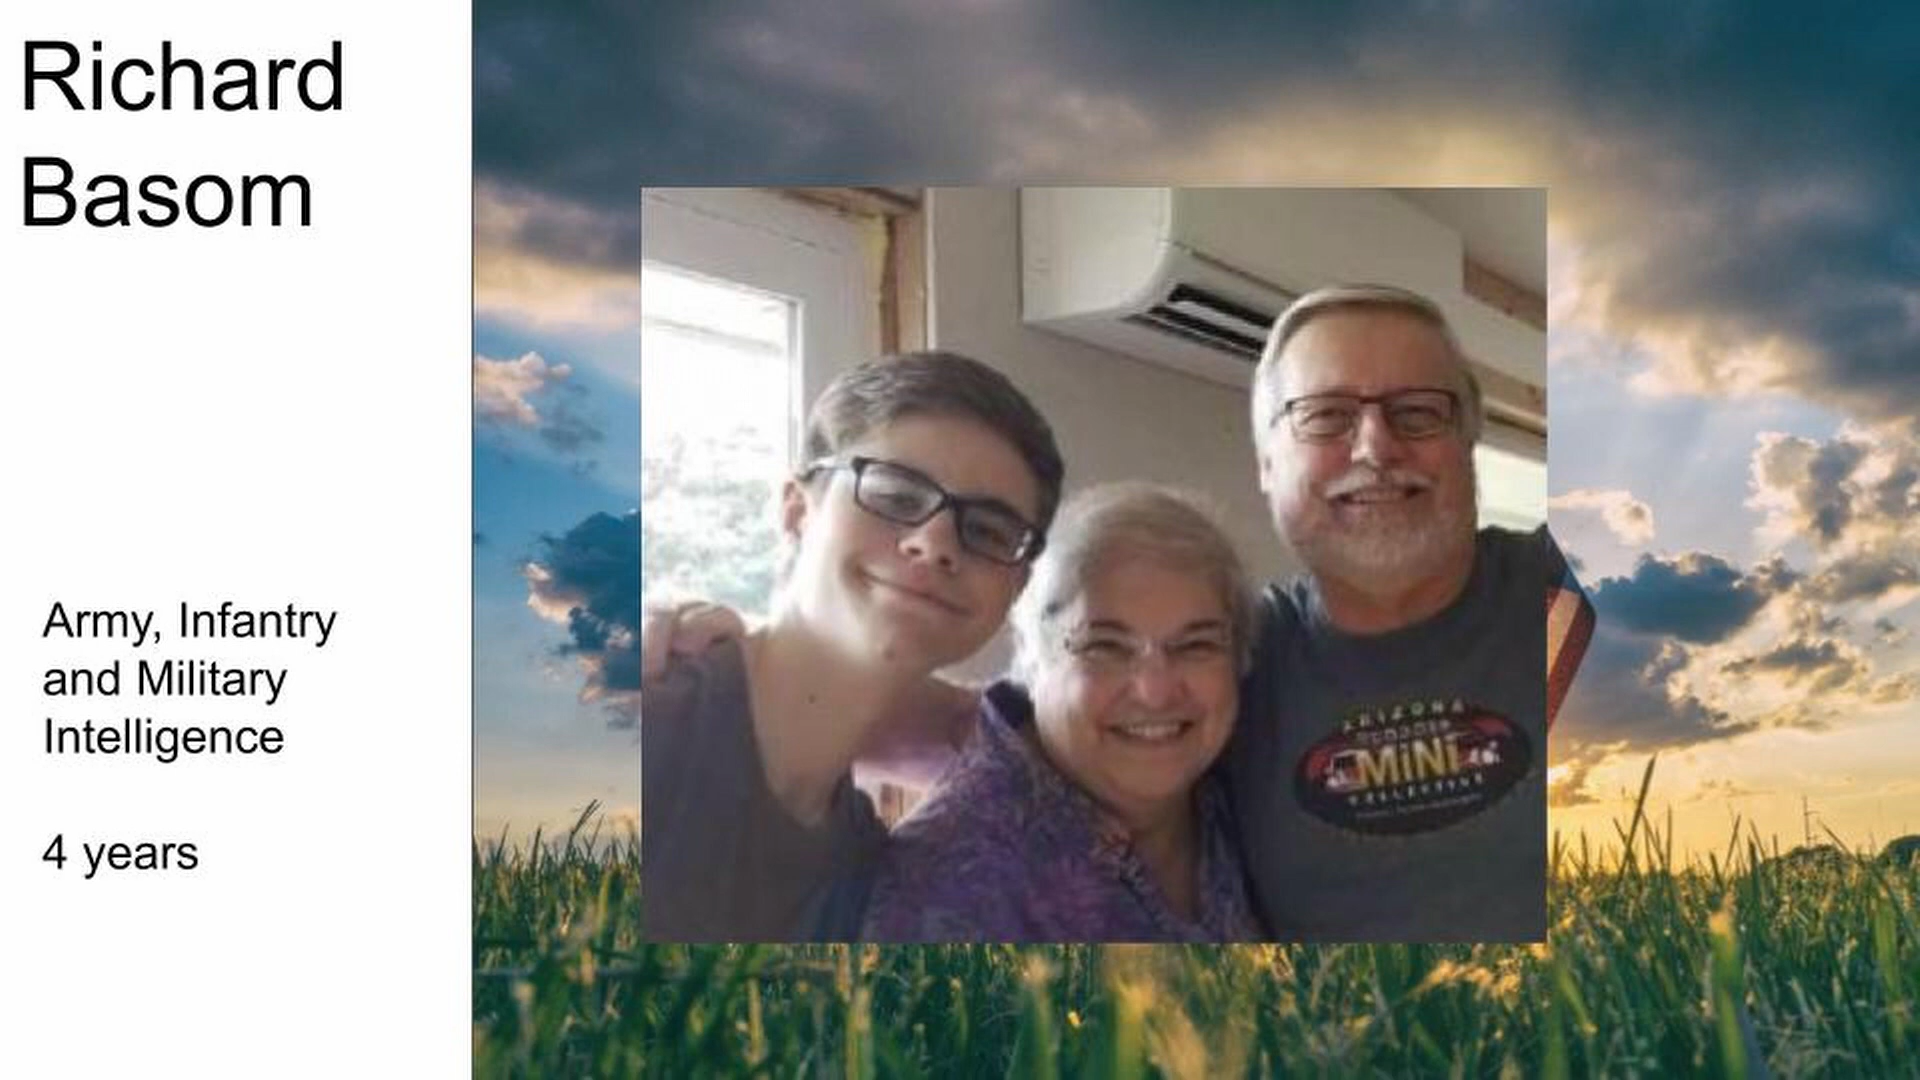 Richard
Basom
Army, Infantry
and Military
Intelligence
4 years
ARIZONA
MINI